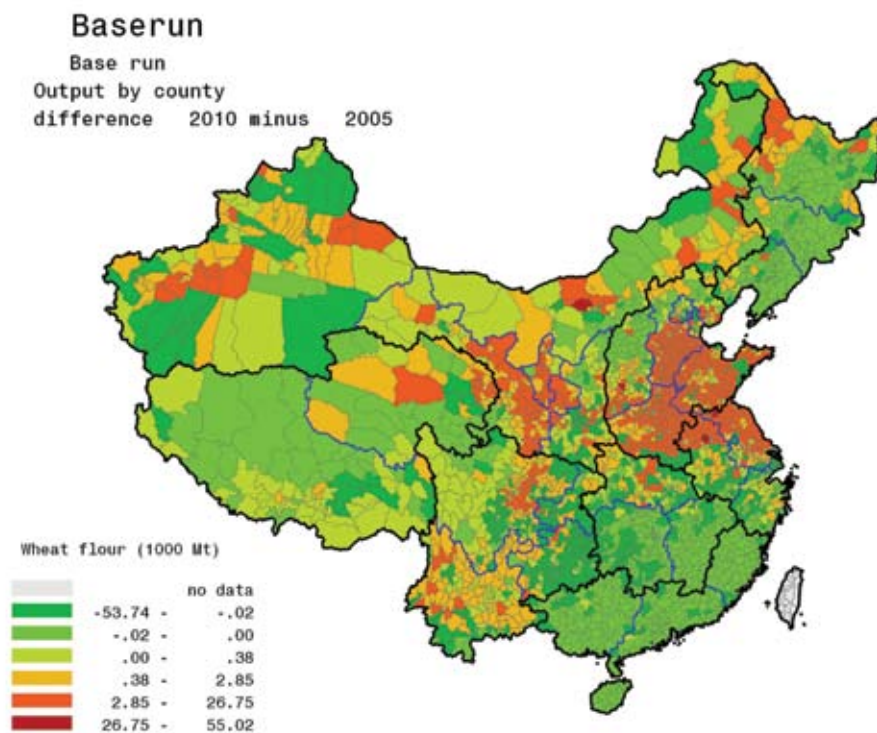 Baserun
Base run
Output by county
difference 2010 minus 2005
Wheat flour (1000 Mt)
no data
-53.74 - -.02
-.02 - .00
.00 - .38
.38 - 2.85
2.85 - 26.75
26.75 - 55.02